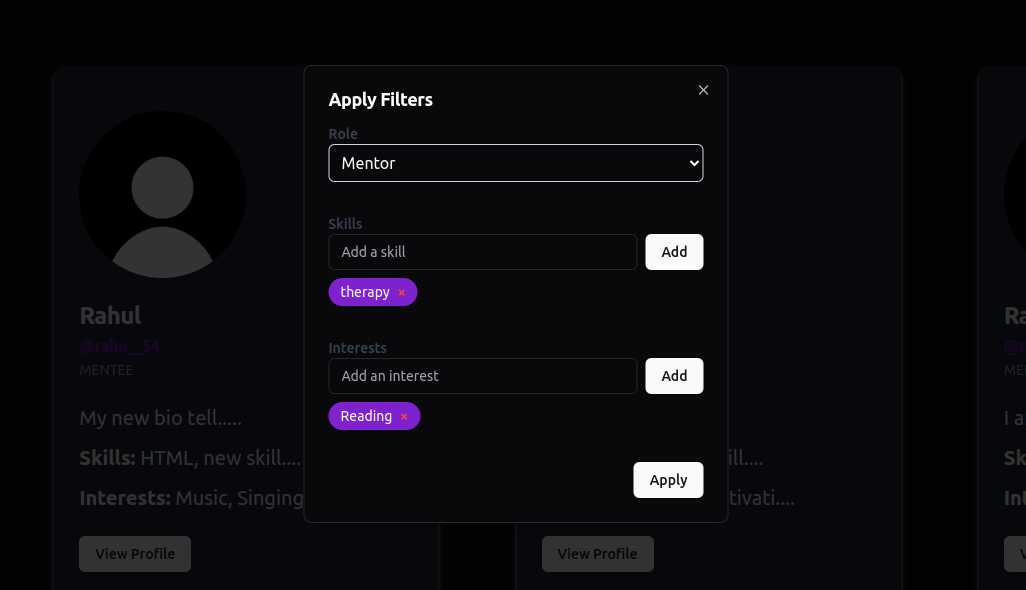 Apply Filters
Role
Mentor
Skills
Add a skill
Add
therapy ×
Interests
Add an interest
Add
Reading ×
Apply
Rahul
@rahu__54
MENTEE
My new bio tell.....
Skills: HTML, new skill....
Interests: Music, Singing
View Profile
ill....
tivati....
View Profile
Ra
@r
ME
I a
Sk
Int
V